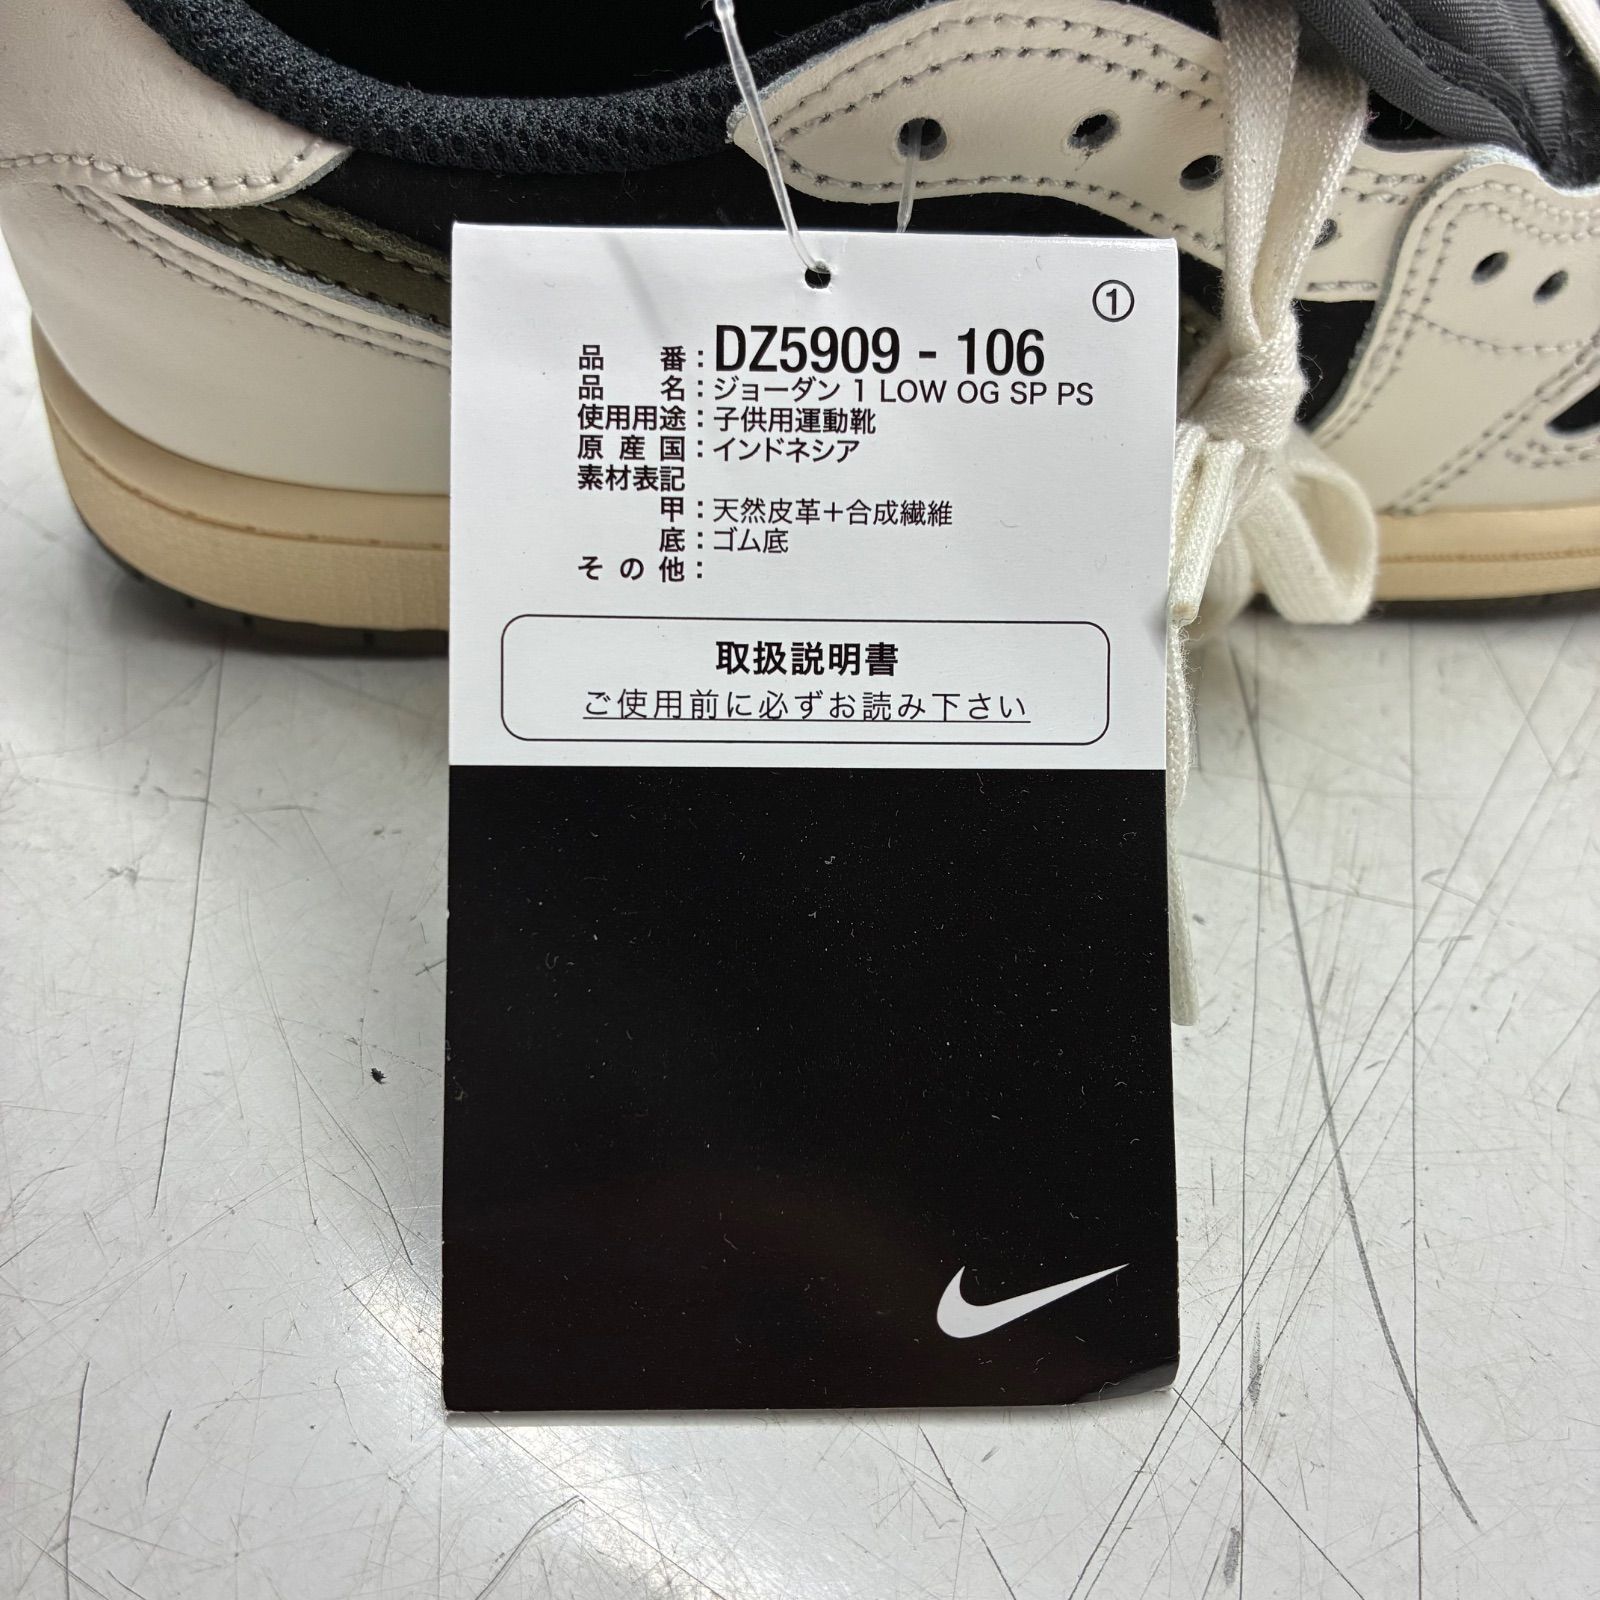 ①
品番：DZ5909 - 106
品名：ジョーダン 1 LOW OG SP PS
使用用途：子供用運動靴
原産国：インドネシア
素材表記
甲：天然皮革＋合成繊維
底：ゴム底
その他：
取扱説明書
ご使用前に必ずお読み下さい